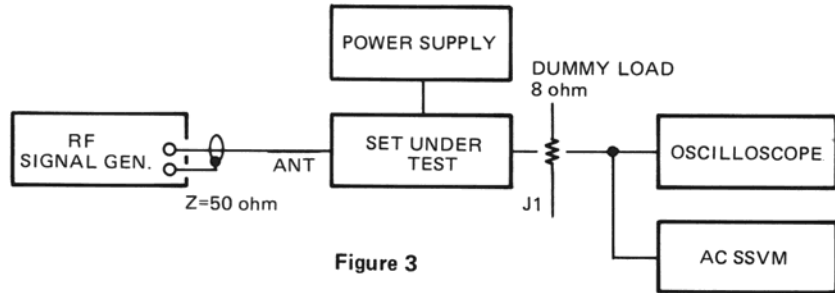 POWER SUPPLY
DUMMY LOAD
8 ohm
RF
SIGNAL GEN.
ANT
SET UNDER
TEST
OSCILLOSCOPE
Z=50 ohm
J1
AC SSVM
Figure 3